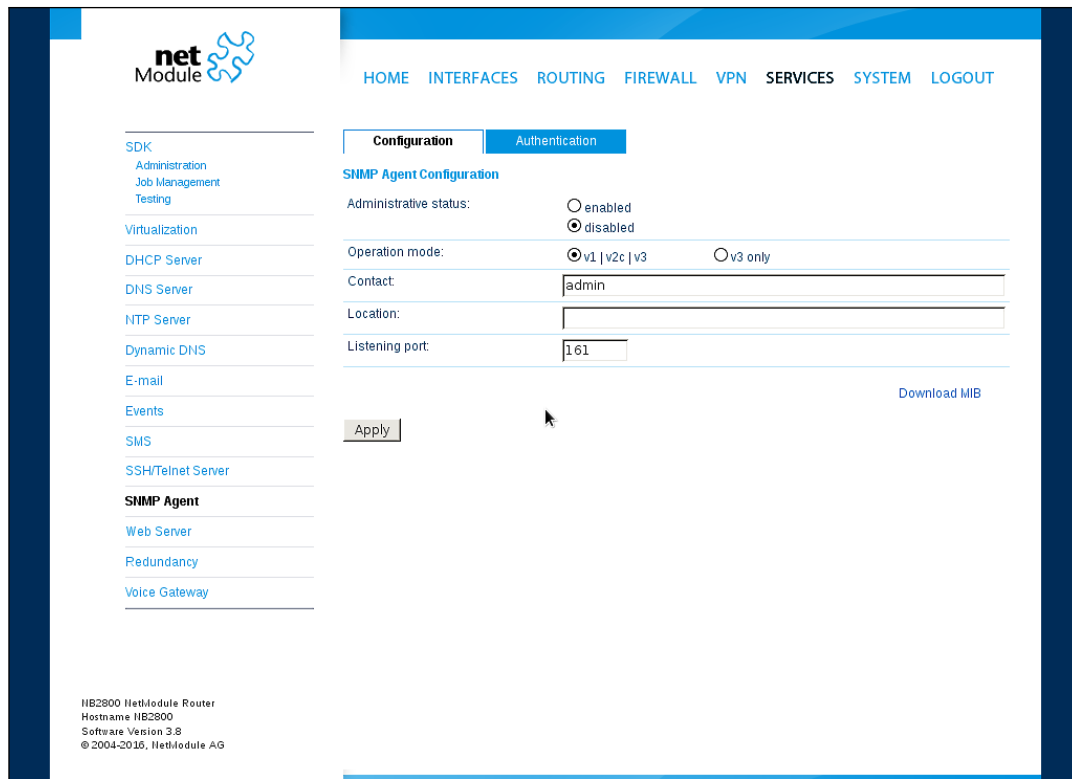 net
Module
HOME INTERFACES ROUTING FIREWALL VPN SERVICES SYSTEM LOGOUT
SDK
Administration
Job Management
Testing
Virtualization
DHCP Server
DNS Server
NTP Server
Dynamic DNS
E-mail
Events
SMS
SSH/Telnet Server
SNMP Agent
Web Server
Redundancy
Voice Gateway
Configuration Authentication
SNMP Agent Configuration
Administrative status: enabled
disabled
Operation mode: v1 | v2c | v3 v3 only
Contact: admin
Location:
Listening port: 161
Download MIB
Apply
NB2800 NetModule Router
Hostname NB2800
Software Version 3.8
© 2004-2016, NetModule AG